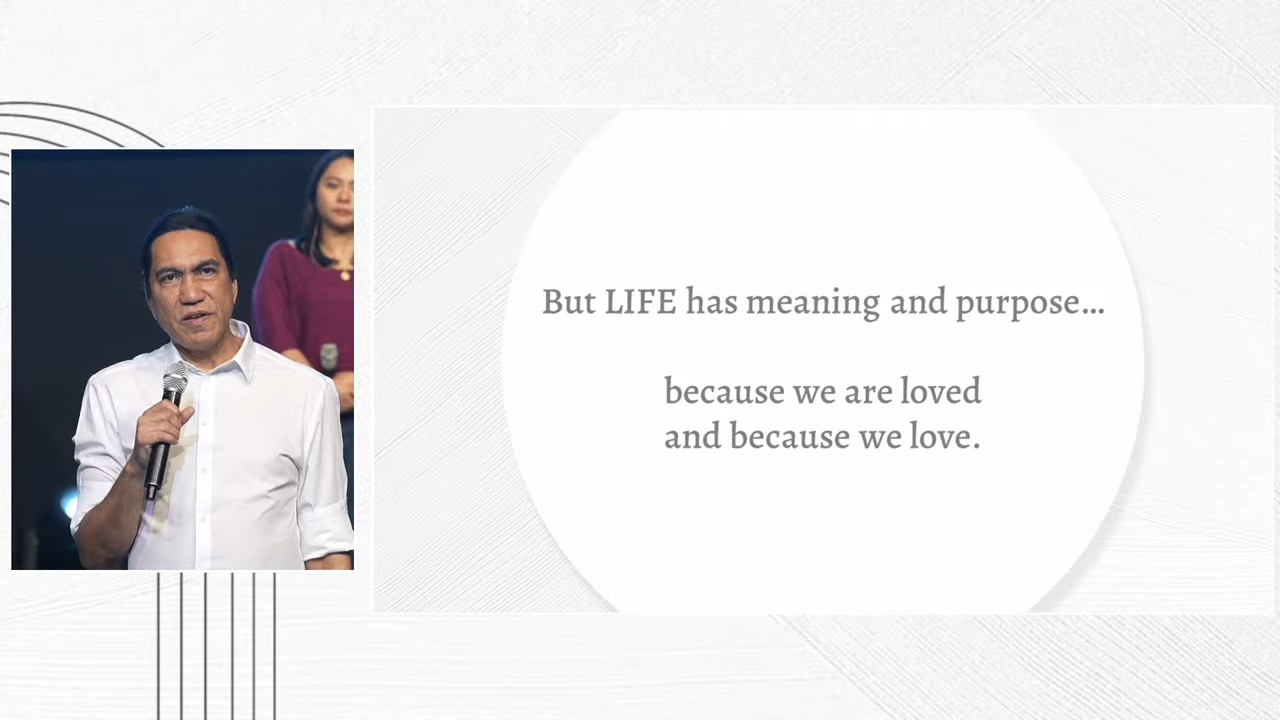 But LIFE has meaning and purpose...
because we are loved
and because we love.